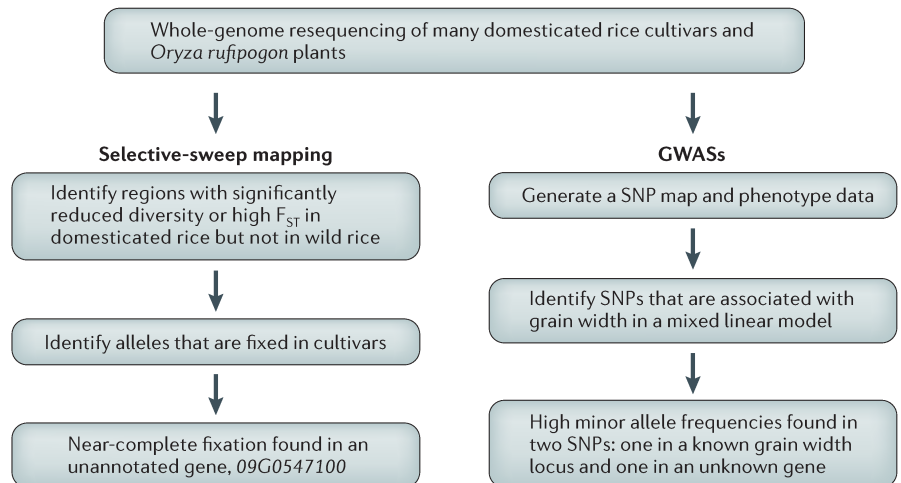 Whole-genome resequencing of many domesticated rice cultivars and
Oryza rufipogon plants
Selective-sweep mapping
Identify regions with significantly
reduced diversity or high FST in
domesticated rice but not in wild rice
Identify alleles that are fixed in cultivars
Near-complete fixation found in an
unannotated gene, 09G0547100
GWASs
Generate a SNP map and phenotype data
Identify SNPs that are associated with
grain width in a mixed linear model
High minor allele frequencies found in
two SNPs: one in a known grain width
locus and one in an unknown gene